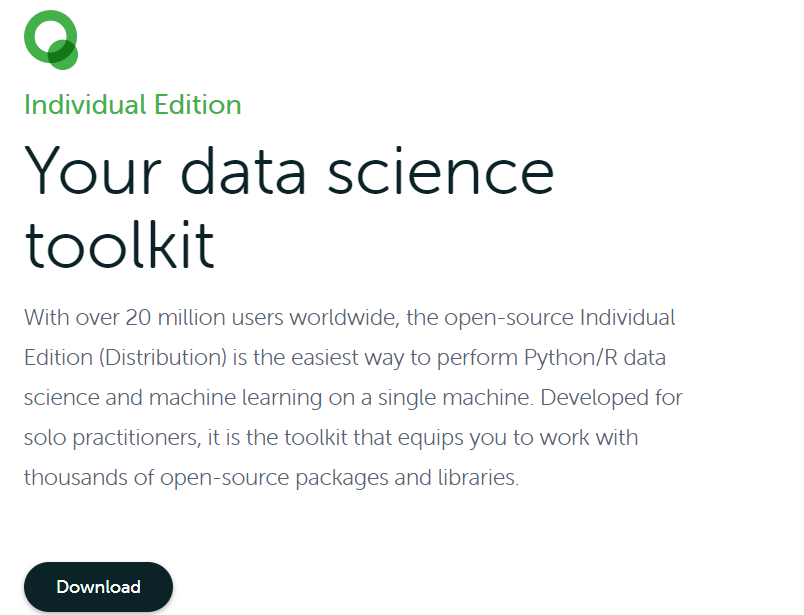 Individual Edition
Your data science
toolkit
With over 20 million users worldwide, the open-source Individual
Edition (Distribution) is the easiest way to perform Python/R data
science and machine learning on a single machine. Developed for
solo practitioners, it is the toolkit that equips you to work with
thousands of open-source packages and libraries.
Download